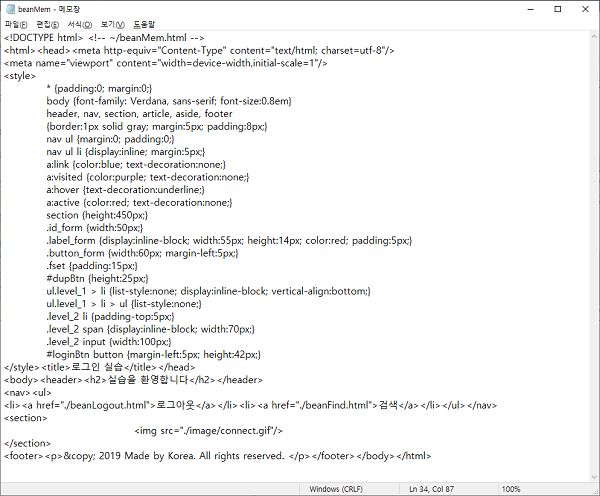 beanMem - 메모장
파일(F) 편집(E) 서식(O) 보기(V) 도움말
<!DOCTYPE html> <!-- ~/beanMem.html -->
<html><head><meta http-equiv="Content-Type" content="text/html; charset=utf-8"/>
<meta name="viewport" content="width=device-width,initial-scale=1"/>
<style>
* {padding:0; margin:0;}
body {font-family: Verdana, sans-serif; font-size:0.8em}
header, nav, section, article, aside, footer
{border:1px solid gray; margin:5px; padding:8px;}
nav ul {margin:0; padding:0;}
nav ul li {display:inline; margin:5px;}
a:link {color:blue; text-decoration:none;}
a:visited {color:purple; text-decoration:none;}
a:hover {text-decoration:underline;}
a:active {color:red; text-decoration:none;}
section {height:450px;}
.id_form {width:50px;}
.label_form {display:inline-block; width:55px; height:14px; color:red; padding:5px;}
.button_form {width:60px; margin-left:5px;}
.fset {padding:15px;}
#dupBtn {height:25px;}
ul.level_1 > li {list-style:none; display:inline-block; vertical-align:bottom;}
ul.level_1 > li > ul {list-style:none;}
.level_2 li {padding-top:5px;}
.level_2 span {display:inline-block; width:70px;}
.level_2 input {width:100px;}
#loginBtn button {margin-left:5px; height:42px;}
</style><title>로그인 실습</title></head>
<body><header><h2>실습을 환영합니다</h2></header>
<nav><ul>
<li><a href="./beanLogout.html">로그아웃</a></li><li><a href="./beanFind.html">검색</a></li></ul></nav>
<section>
<img src="./image/connect.gif"/>
</section>
<footer><p>&copy; 2019 Made by Korea. All rights reserved. </p></footer></body></html>
Windows (CRLF) Ln 34, Col 87 100%